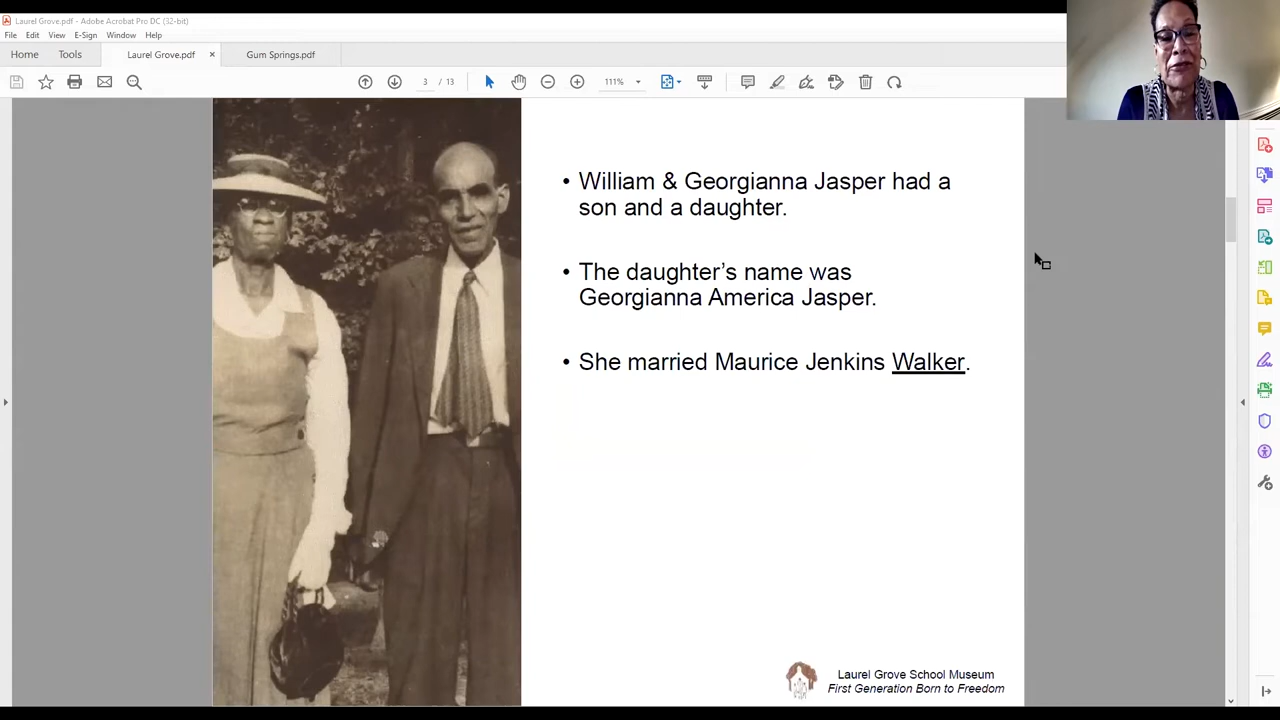 Laurel Grove.pdf - Adobe Acrobat Pro DC (32-bit)
File Edit View E-Sign Window Help
Home Tools Laurel Grove.pdf × Gum Springs.pdf
3 / 13 111%
• William & Georgianna Jasper had a
son and a daughter.
• The daughter’s name was
Georgianna America Jasper.
• She married Maurice Jenkins Walker.
Laurel Grove School Museum
First Generation Born to Freedom